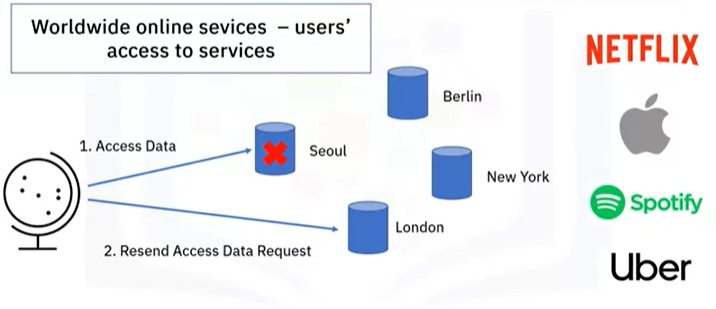 Worldwide online sevices – users’
access to services
NETFLIX
Berlin
1. Access Data
Seoul
New York
Spotify
London
2. Resend Access Data Request
Uber